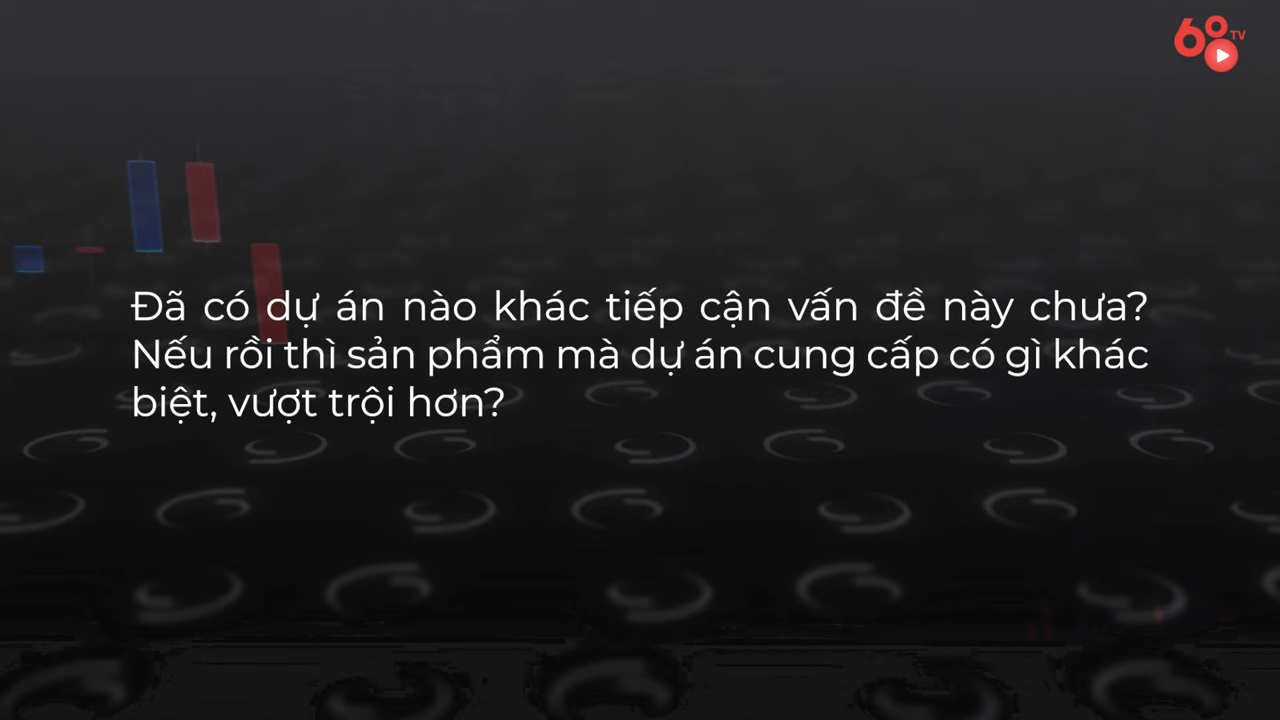 68 TV
Đã có dự án nào khác tiếp cận vấn đề này chưa?
Nếu rồi thì sản phẩm mà dự án cung cấp có gì khác
biệt, vượt trội hơn?